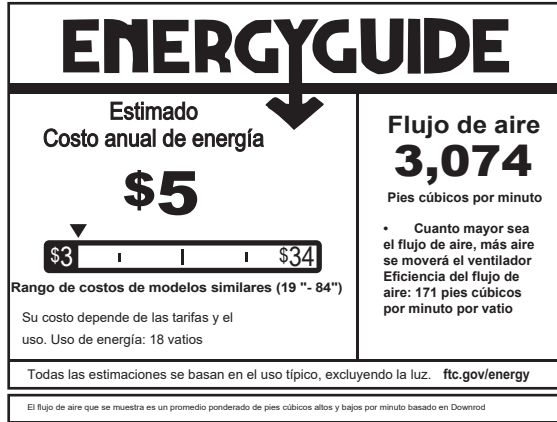 ENERGYGUIDE
Estimado
Costo anual de energía
$5
$3 $34
Rango de costos de modelos similares (19 "- 84")
Su costo depende de las tarifas y el
uso. Uso de energía: 18 vatios
Flujo de aire
3,074
Pies cúbicos por minuto
• Cuanto mayor sea
el flujo de aire, más aire
se moverá el ventilador
Eficiencia del flujo de
aire: 171 pies cúbicos
por minuto por vatio
Todas las estimaciones se basan en el uso típico, excluyendo la luz. ftc.gov/energy
El flujo de aire que se muestra es un promedio ponderado de pies cúbicos altos y bajos por minuto basado en Downrod